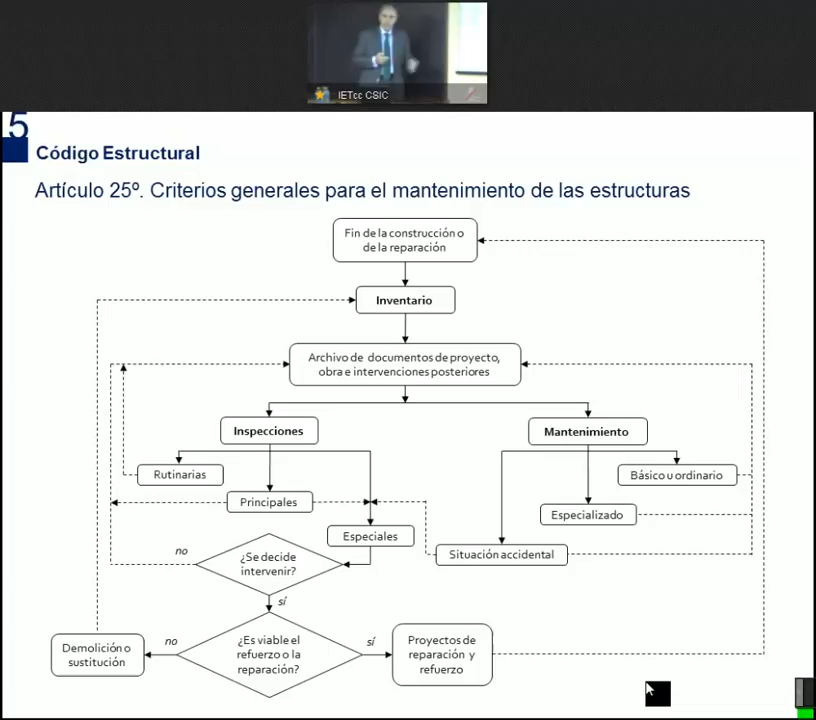 IETcc CSIC
5
Código Estructural
Artículo 25º. Criterios generales para el mantenimiento de las estructuras
Fin de la construcción o
de la reparación
Inventario
Archivo de documentos de proyecto,
obra e intervenciones posteriores
Inspecciones
Mantenimiento
Rutinarias
Básico u ordinario
Principales
Especializado
Especiales
Situación accidental
no
¿Se decide
intervenir?
sí
Demolición o
sustitución
no
¿Es viable el
refuerzo o la
reparación?
sí
Proyectos de
reparación y
refuerzo